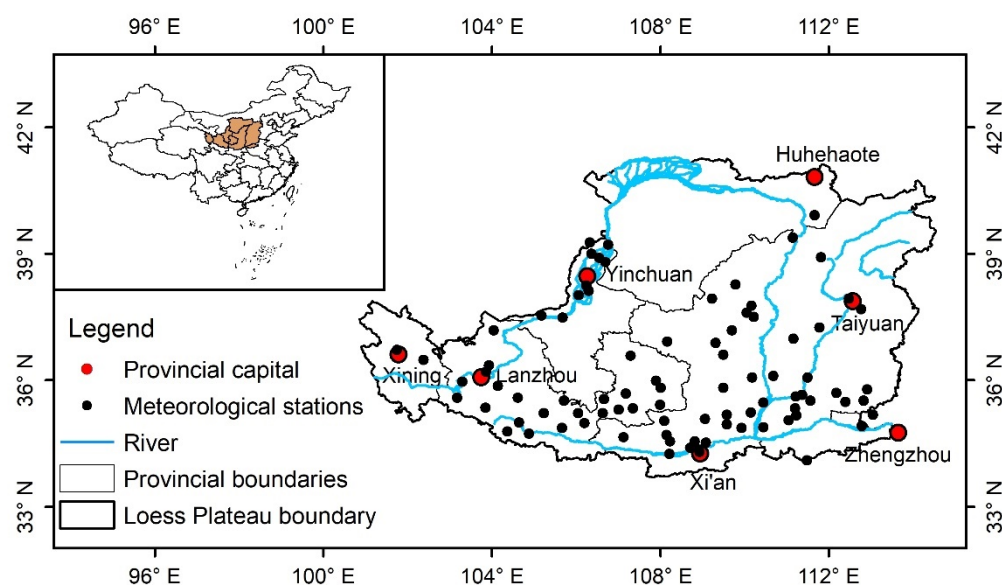 96° E 100° E 104° E 108° E 112° E
42° N 42° N
Huhehaote
39° N 39° N
Yinchuan
Taiyuan
Legend
Provincial capital
Xining Lanzhou
36° N 36° N
Meteorological stations
River
Zhengzhou
Provincial boundaries
Xi'an
33° N 33° N
Loess Plateau boundary
96° E 100° E 104° E 108° E 112° E